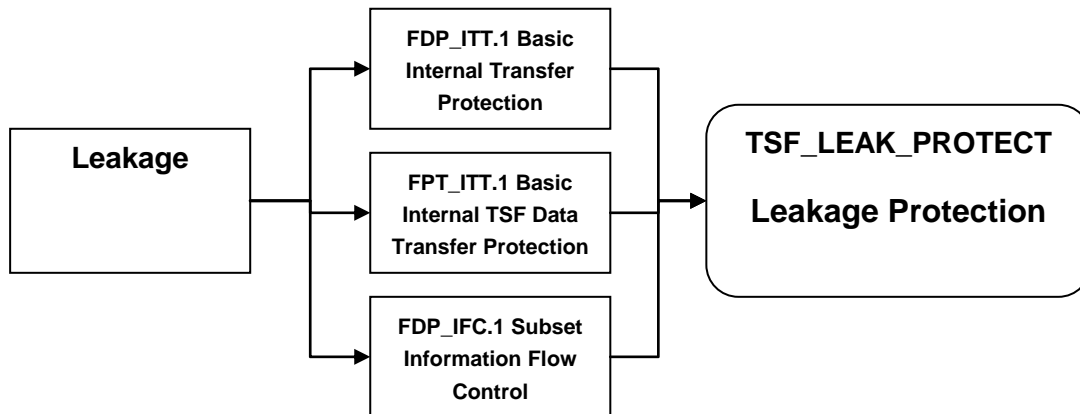 Leakage
FDP_ITT.1 Basic
Internal Transfer
Protection
FPT_ITT.1 Basic
Internal TSF Data
Transfer Protection
FDP_IFC.1 Subset
Information Flow
Control
TSF_LEAK_PROTECT
Leakage Protection